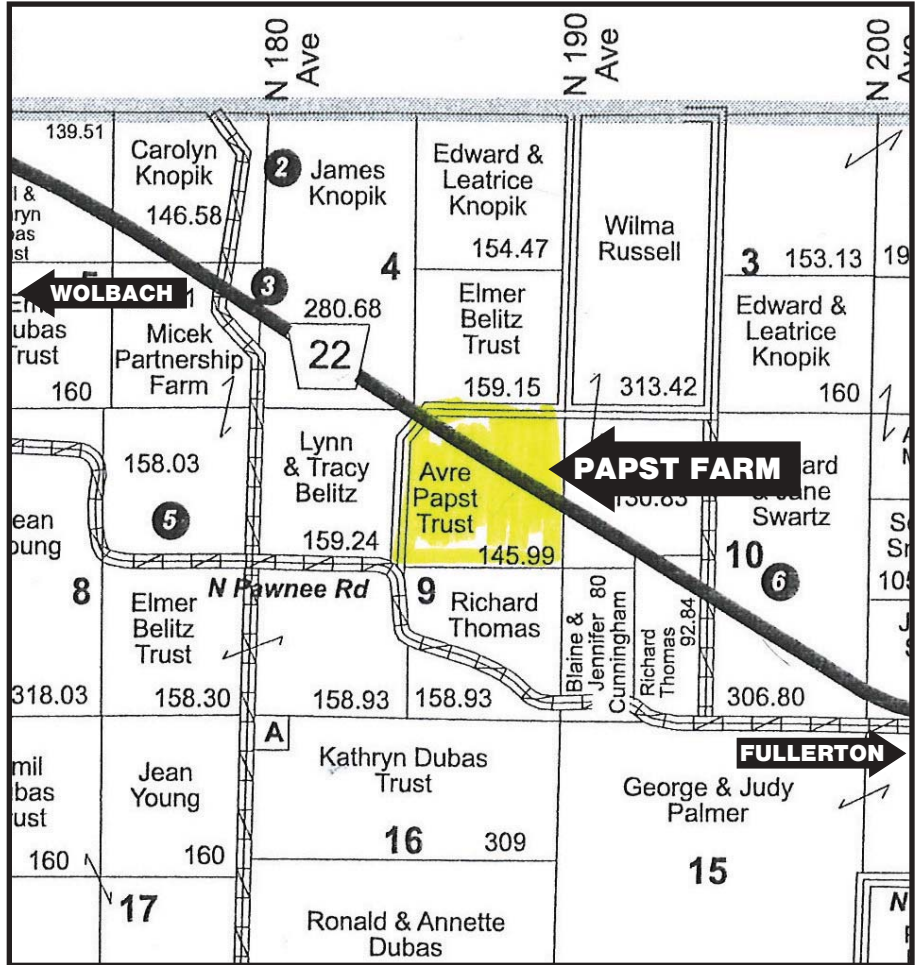 N 180
Ave
N 190
Ave
N 200
Ave
139.51
Carolyn
Knopik
146.58
2
James
Knopik
280.68
4
Edward &
Leatrice
Knopik
154.47
Wilma
Russell
313.42
3
153.13
WOLBACH
3
Micek
Partnership
Farm
160
22
Elmer
Belitz
Trust
159.15
Edward &
Leatrice
Knopik
160
158.03
5
Lynn
& Tracy
Belitz
159.24
Avre
Papst
Trust
145.99
PAPST FARM
Swartz
10
6
N Pawnee Rd
8
Elmer
Belitz
Trust
318.03
158.30
9
158.93
Richard
Thomas
158.93
Blaine &
Jennifer 80
Cunningham
Richard
Thomas
92.84
306.80
A
FULLERTON
Jean
Young
160
160
Kathryn Dubas
Trust
16
309
George & Judy
Palmer
15
17
Ronald & Annette
Dubas
N